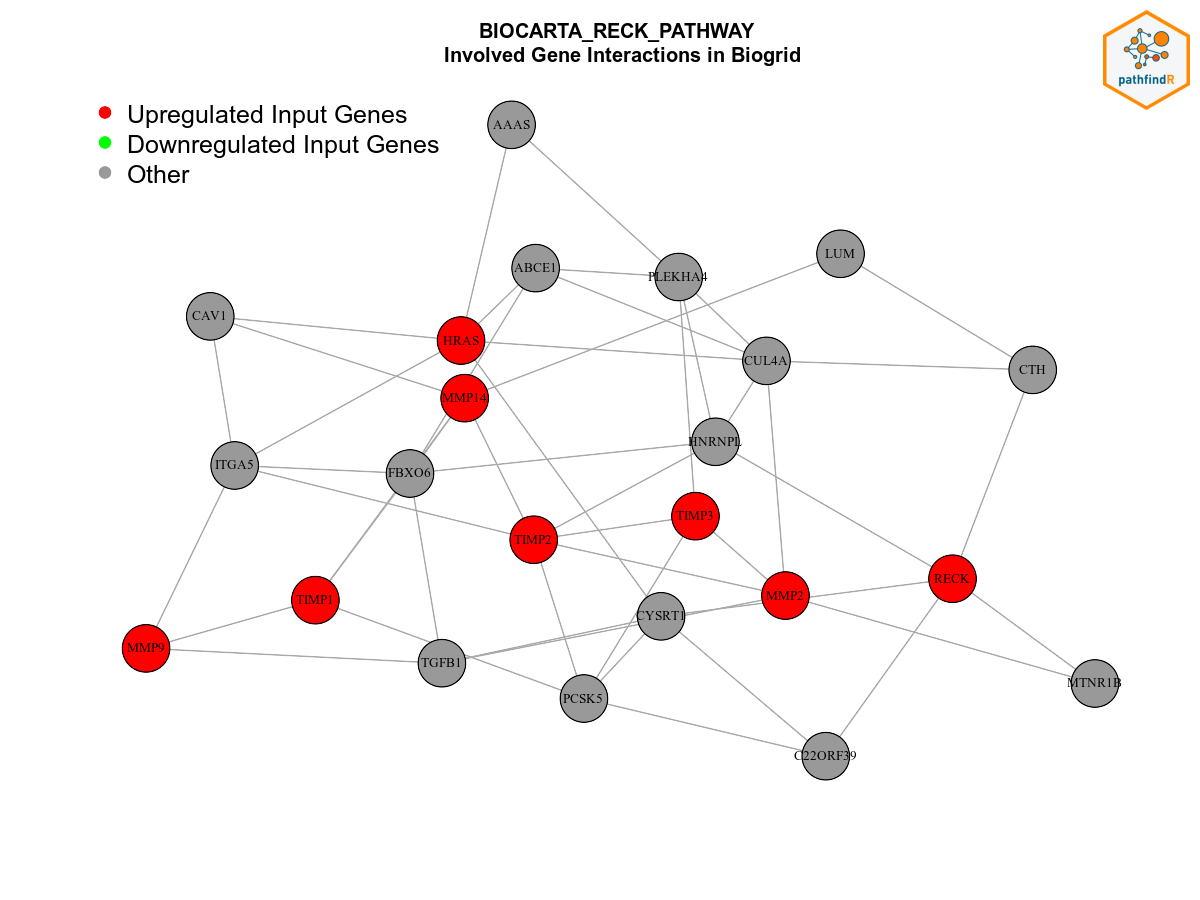 BIOCARTA_RECK_PATHWAY
Involved Gene Interactions in Biogrid
pathfindR
Upregulated Input Genes
Downregulated Input Genes
Other
AAAS
LUM
ABCE1
PLEKHA4
CAV1
HRAS
CUL4A
CTH
MMP14
HNRNPL
ITGA5
FBXO6
TIMP3
TIMP2
RECK
MMP2
TIMP1
CYSRT1
MMP9
TGFB1
MTNR1B
PCSK5
C22ORF39